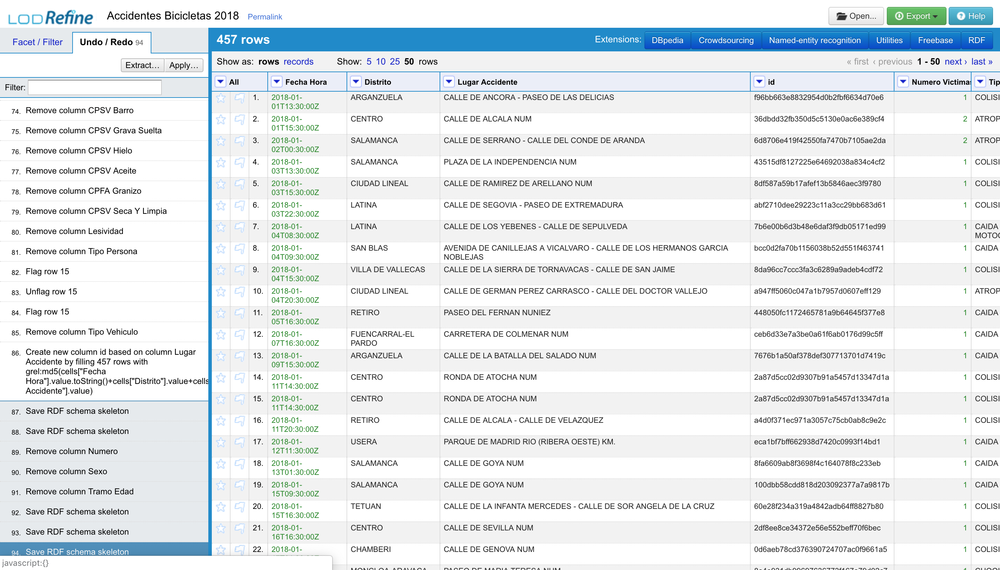 LODRefine Accidentes Bicicletas 2018 Permalink Open... Export Help
Facet / Filter Undo / Redo 94
457 rows Extensions: DBpedia Crowdsourcing Named-entity recognition Utilities Freebase RDF
Extract... Apply...
Show as: rows records Show: 5 10 25 50 rows « first ‹ previous 1 - 50 next › last »
Filter:
74. Remove column CPSV Barro
75. Remove column CPSV Grava Suelta
76. Remove column CPSV Hielo
77. Remove column CPSV Aceite
78. Remove column CPFA Granizo
79. Remove column CPSV Seca Y Limpia
80. Remove column Lesividad
81. Remove column Tipo Persona
82. Flag row 15
83. Unflag row 15
84. Flag row 15
85. Remove column Tipo Vehiculo
86. Create new column id based on column Lugar
Accidente by filling 457 rows with
grel:md5(cells["Fecha
Hora"].value.toString()+cells["Distrito"].value+cells
Accidente"].value)
87. Save RDF schema skeleton
88. Save RDF schema skeleton
89. Remove column Numero
90. Remove column Sexo
91. Remove column Tramo Edad
92. Save RDF schema skeleton
93. Save RDF schema skeleton
94. Save RDF schema skeleton
javascript:{}
All Fecha Hora Distrito Lugar Accidente id Numero Victimas Tip
1. 2018-01- ARGANZUELA CALLE DE ANCORA - PASEO DE LAS DELICIAS f96bb663e8832954d0b2fbf6634d70e6 1 COLISI
01T13:30:00Z
2. 2018-01- CENTRO CALLE DE ALCALA NUM 36dbdd32fb350d5c5130e0ac6e389cf4 2 ATROP
01T15:30:00Z
3. 2018-01- SALAMANCA CALLE DE SERRANO - CALLE DEL CONDE DE ARANDA 6d8706e419f42550fa7470b7105ae2da 2 ATROP
02T00:30:00Z
4. 2018-01- SALAMANCA PLAZA DE LA INDEPENDENCIA NUM 43515df8127225e64692038a834c4cf2 1 COLISI
03T13:30:00Z
5. 2018-01- CIUDAD LINEAL CALLE DE RAMIREZ DE ARELLANO NUM 8df587a59b17afef13b5846aec3f9780 1 COLISI
03T15:30:00Z
6. 2018-01- LATINA CALLE DE SEGOVIA - PASEO DE EXTREMADURA abf2710dee29223c11a3cc29bb683d61 1 COLISI
03T22:30:00Z
7. 2018-01- LATINA CALLE DE LOS YEBENES - CALLE DE SEPULVEDA 7b6e00b6d3b48e6daf3f9db05171ed99 1 CAIDA
04T08:30:00Z MOTOC
8. 2018-01- SAN BLAS AVENIDA DE CANILLEJAS A VICALVARO - CALLE DE LOS HERMANOS GARCIA bcc0d2fa70b1156038b52d551f463741 1 CAIDA
04T09:30:00Z NOBLEJAS
9. 2018-01- VILLA DE VALLECAS CALLE DE LA SIERRA DE TORNAVACAS - CALLE DE SAN JAIME 8da96cc7ccc3fa3c6289a9adeb4cdf72 1 COLISI
04T15:30:00Z
10. 2018-01- CIUDAD LINEAL CALLE DE GERMAN PEREZ CARRASCO - CALLE DEL DOCTOR VALLEJO a947ff5060c047a1b7957d0607eff129 1 ATROP
04T20:30:00Z
11. 2018-01- RETIRO PASEO DEL FERNAN NUNIEZ 448050fc1172465781a9b64645f377e8 1 CAIDA
05T16:30:00Z
12. 2018-01- FUENCARRAL-EL CARRETERA DE COLMENAR NUM ceb6d33e7a3be0a61f6ab0176d99c5ff 1 CAIDA
07T16:30:00Z PARDO
13. 2018-01- ARGANZUELA CALLE DE LA BATALLA DEL SALADO NUM 7676b1a50af378def307713701d7419c 1 CAIDA
09T15:30:00Z
14. 2018-01- CENTRO RONDA DE ATOCHA NUM 2a87d5cc02d9307b91a5457d13347d1a 1 COLISI
11T14:30:00Z
15. 2018-01- CENTRO RONDA DE ATOCHA NUM 2a87d5cc02d9307b91a5457d13347d1a 1 COLISI
11T14:30:00Z
16. 2018-01- RETIRO CALLE DE ALCALA - CALLE DE VELAZQUEZ a4d0f371ec971a3057c75cb0ab8c9e2c 1 COLISI
11T20:30:00Z
17. 2018-01- USERA PARQUE DE MADRID RIO (RIBERA OESTE) KM. eca1bf7bff662938d7420c0993f14bd1 1 CAIDA
12T11:30:00Z
18. 2018-01- SALAMANCA CALLE DE GOYA NUM 8fa6609ab8f3698f4c164078f8c233eb 1 CAIDA
13T01:30:00Z
19. 2018-01- SALAMANCA CALLE DE GOYA NUM 100dbb58cdd818d203092377a7a9817b 1 CAIDA
15T09:30:00Z
20. 2018-01- TETUAN CALLE DE LA INFANTA MERCEDES - CALLE DE SOR ANGELA DE LA CRUZ 60e28f234a319a4842adb64ff8827b80 1 COLISI
15T16:30:00Z
21. 2018-01- CENTRO CALLE DE SEVILLA NUM 2df8ee8ce34372e56e552beff70f6bec 1 COLISI
16T16:30:00Z
22. 2018-01- CHAMBERI CALLE DE GENOVA NUM 0d6aeb78cd376390724707ac0f9661a5 1 COLISI